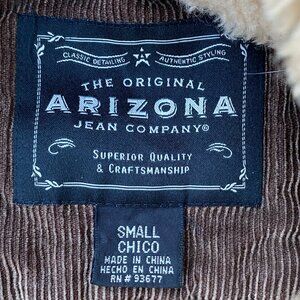 CLASSIC DETAILING AUTHENTIC STYLING
THE ORIGINAL
ARIZONA
JEAN COMPANY®
SUPERIOR QUALITY
& CRAFTSMANSHIP
SMALL
CHICO
MADE IN CHINA
HECHO EN CHINA
RN # 93677